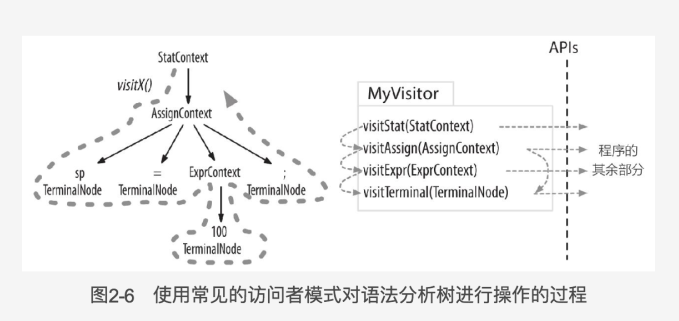 StatContext
visitX()
AssignContext
sp
TerminalNode
=
TerminalNode
ExprContext
;
TerminalNode
100
TerminalNode
APIs
MyVisitor
visitStat(StatContext)
visitAssign(AssignContext)
visitExpr(ExprContext)
visitTerminal(TerminalNode)
程序的
其余部分
图2-6 使用常见的访问者模式对语法分析树进行操作的过程